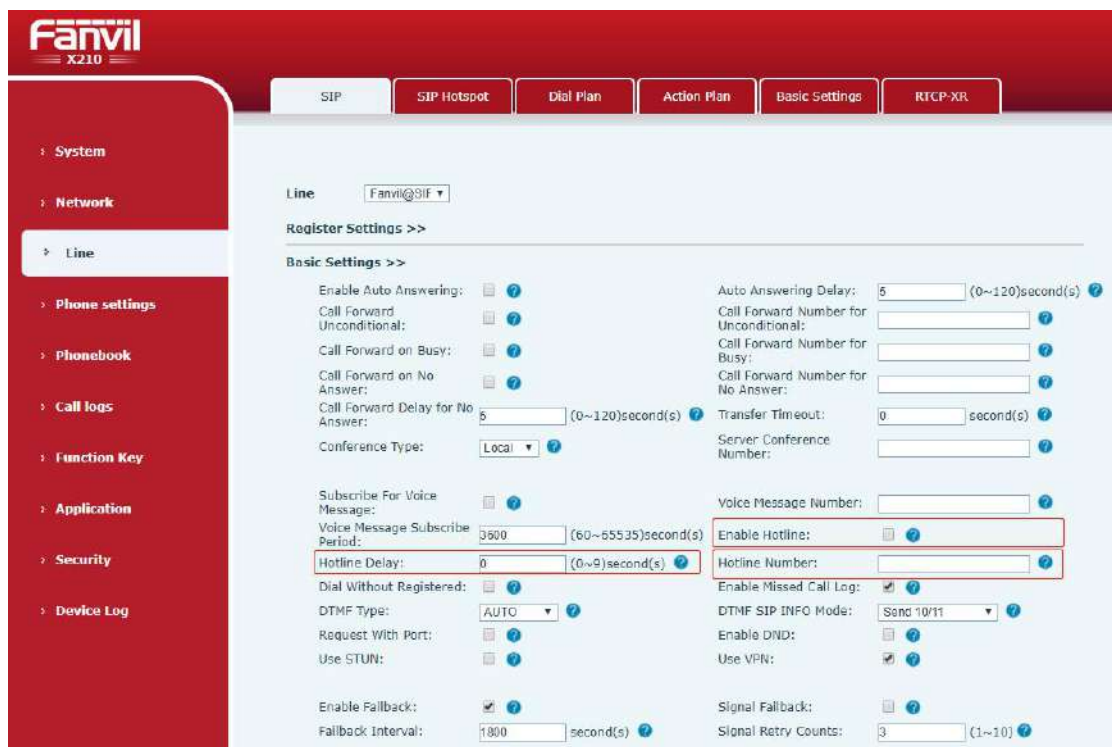 Fanvil
X210
SIP
SIP Hotspot
Dial Plan
Action Plan
Basic Settings
RTCP-XR
System
Network
Line
Phone settings
Phonebook
Call logs
Function Key
Application
Security
Device Log
Line Fanvil@SIF
Register Settings >>
Basic Settings >>
Enable Auto Answering:
Auto Answering Delay: 5 (0~120)second(s)
Call Forward
Unconditional:
Call Forward Number for
Unconditional:
Call Forward on Busy:
Call Forward Number for
Busy:
Call Forward on No
Answer:
Call Forward Number for
No Answer:
Call Forward Delay for No
Answer: 5 (0~120)second(s)
Transfer Timeout: 0 second(s)
Conference Type: Local
Server Conference
Number:
Subscribe For Voice
Message:
Voice Message Number:
Voice Message Subscribe
Period: 3600 (60~65535)second(s)
Enable Hotline:
Hotline Delay: 0 (0~9)second(s)
Hotline Number:
Dial Without Registered:
Enable Missed Call Log:
DTMF Type: AUTO
DTMF SIP INFO Mode: Send 10/11
Request With Port:
Enable DND:
Use STUN:
Use VPN:
Enable Failback:
Signal Failback:
Failback Interval: 1800 second(s)
Signal Retry Counts: 3 (1~10)